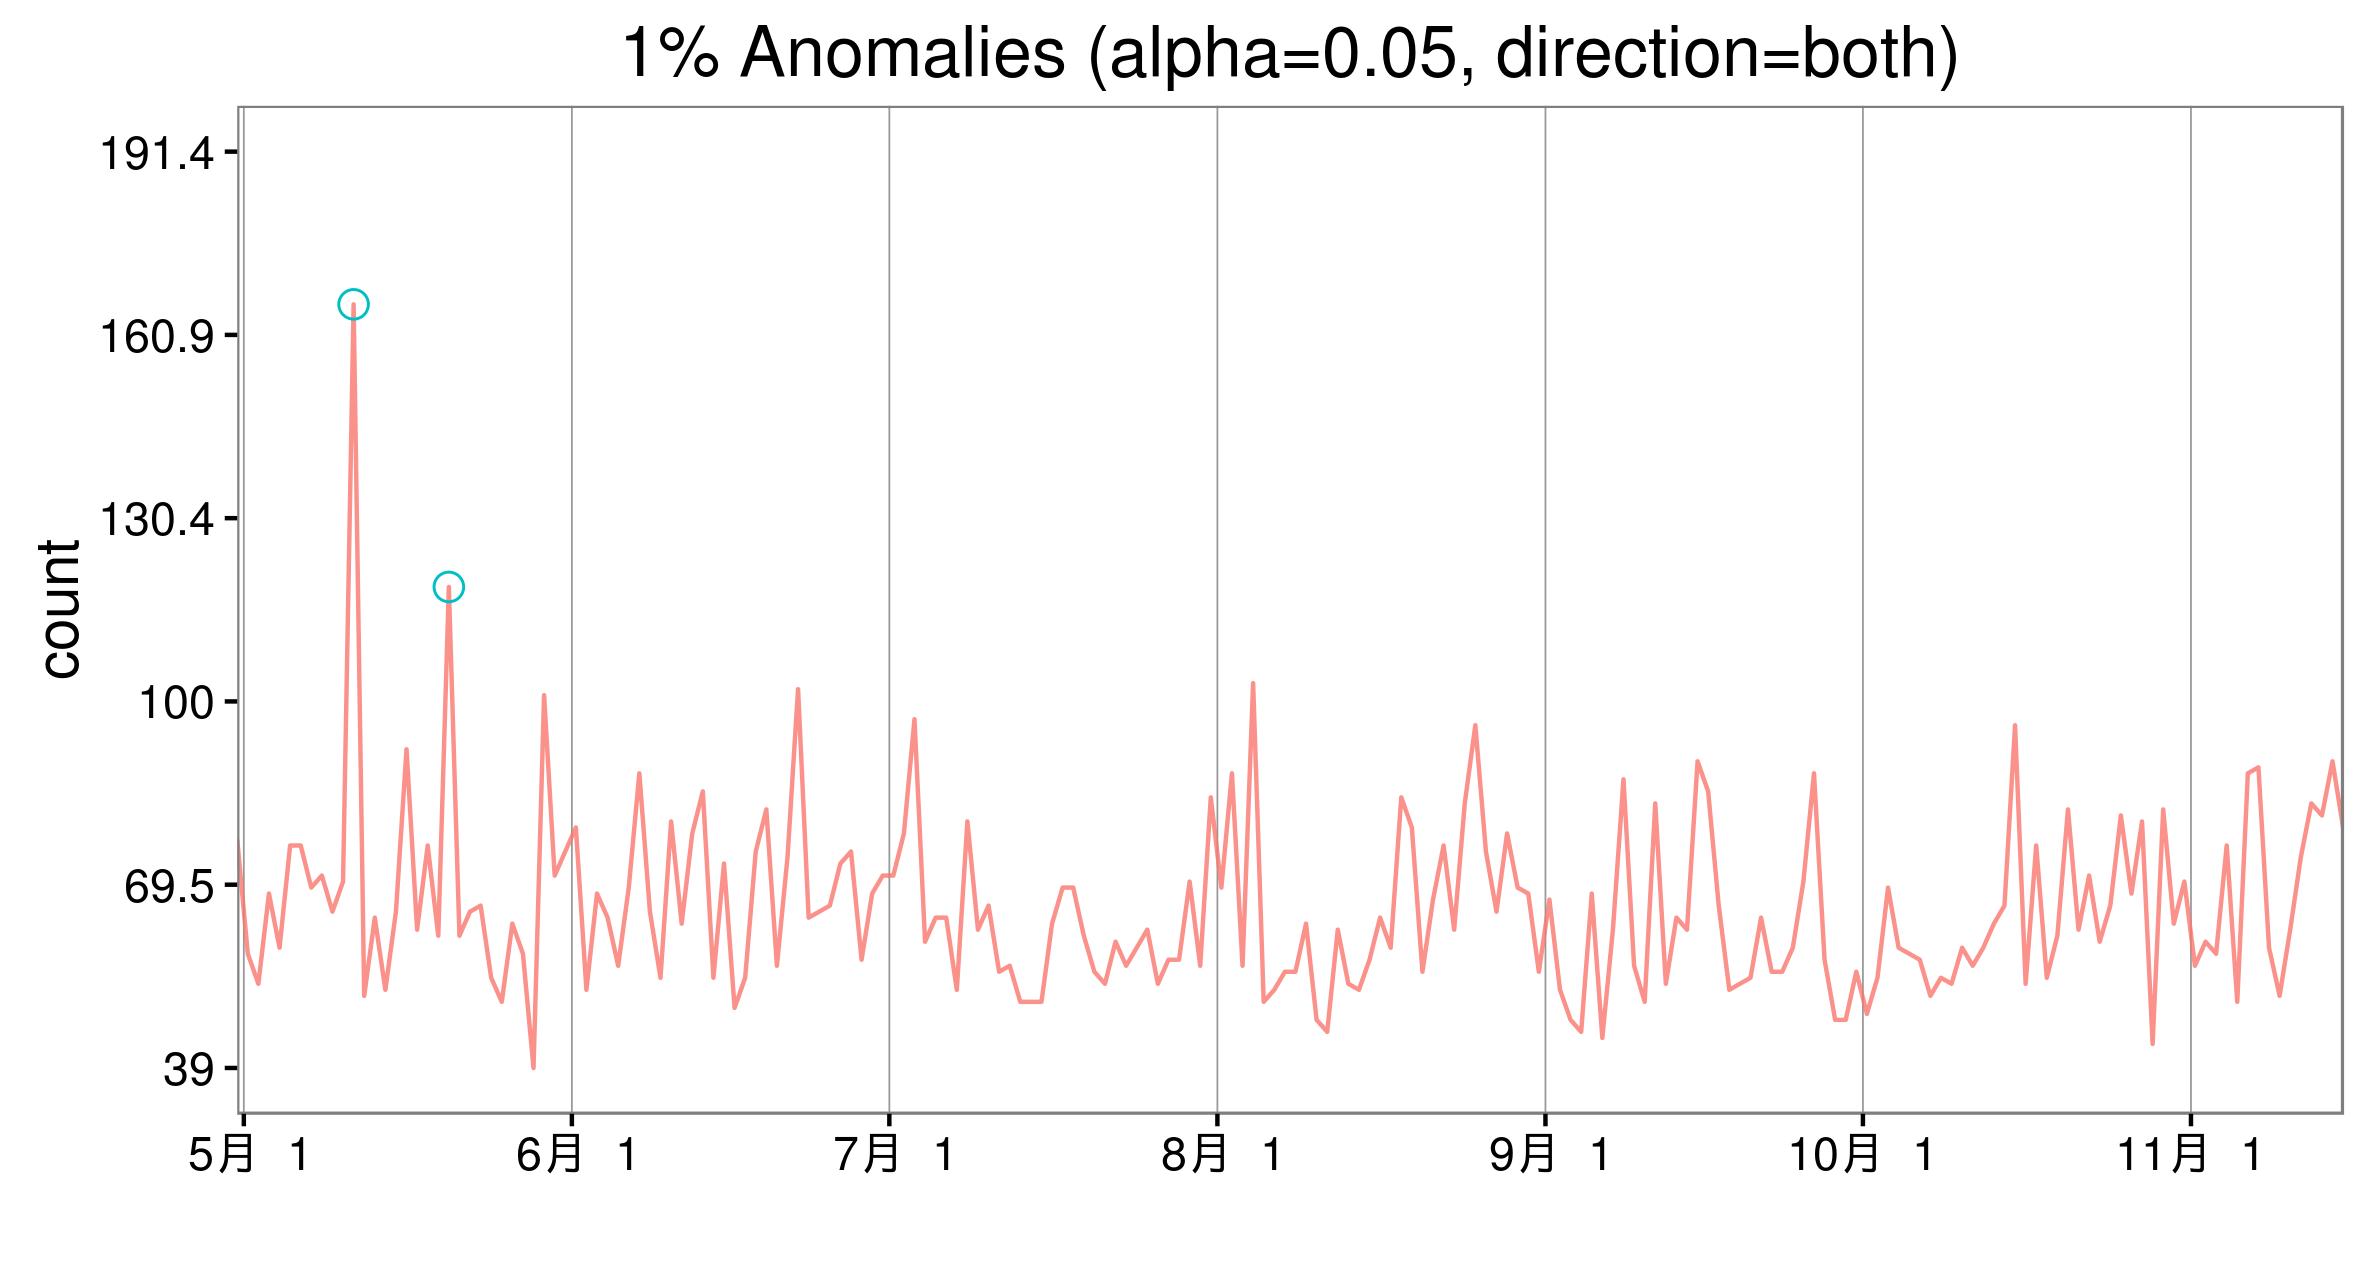 1% Anomalies (alpha=0.05, direction=both)
191.4
160.9
130.4
100
69.5
39
count
5月 1 6月 1 7月 1 8月 1 9月 1 10月 1 11月 1